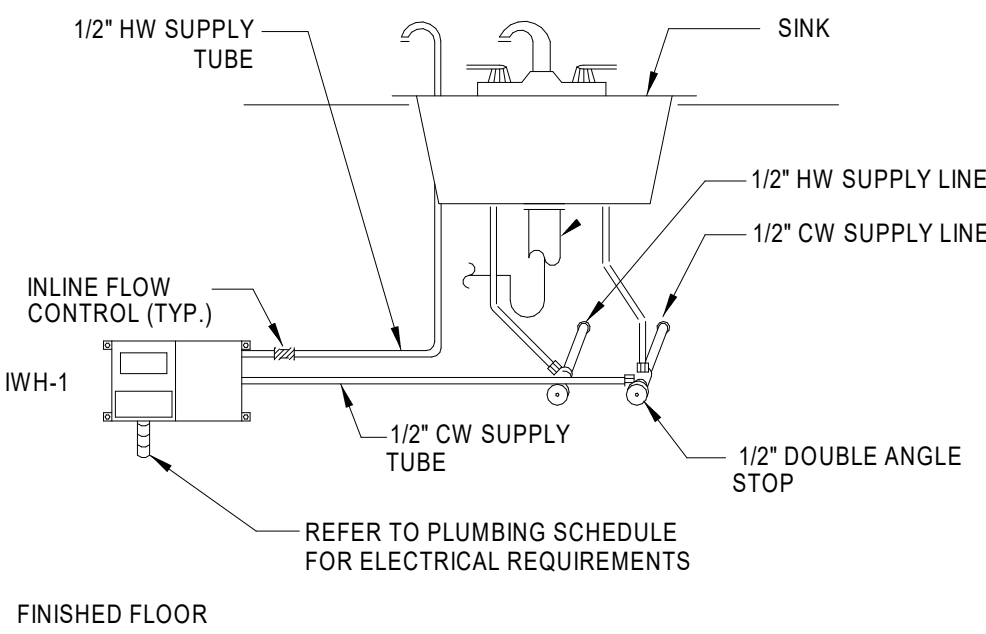 1/2" HW SUPPLY
TUBE
SINK
1/2" HW SUPPLY LINE
1/2" CW SUPPLY LINE
INLINE FLOW
CONTROL (TYP.)
IWH-1
1/2" CW SUPPLY
TUBE
1/2" DOUBLE ANGLE
STOP
REFER TO PLUMBING SCHEDULE
FOR ELECTRICAL REQUIREMENTS
FINISHED FLOOR